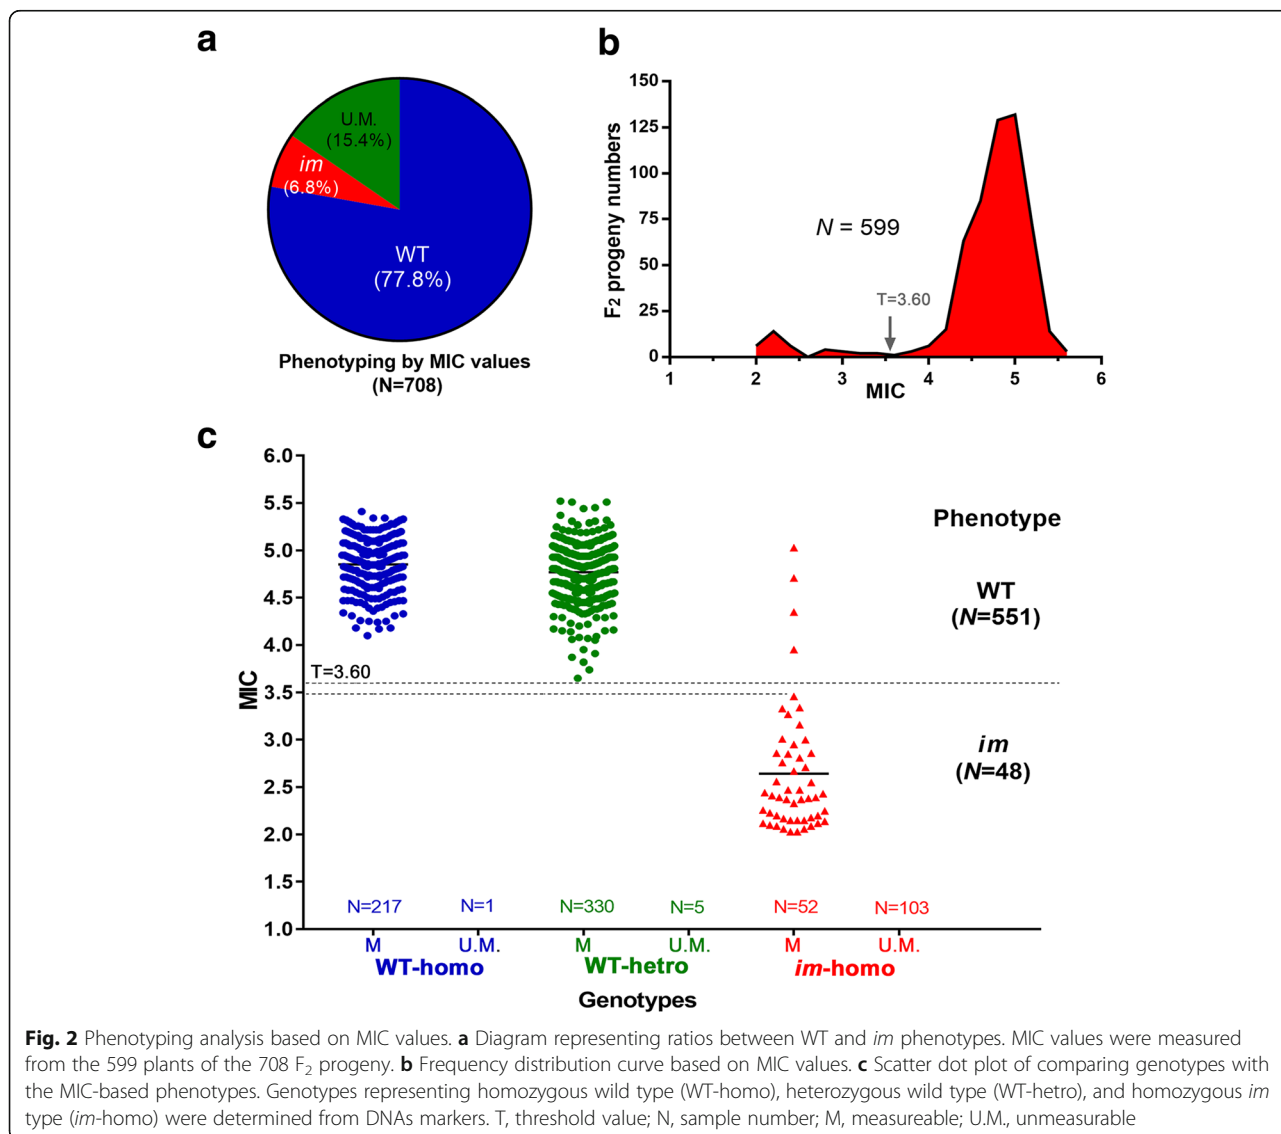 a
U.M.
(15.4%)
im
(6.8%)
WT
(77.8%)
Phenotyping by MIC values
(N=708)
b
150
125
100
75
50
25
0
F2 progeny numbers
N = 599
T=3.60
1 2 3 4 5 6
MIC
c
6.0
5.5
5.0
4.5
4.0
3.5
3.0
2.5
2.0
1.0
MIC
T=3.60
Phenotype
WT
(N=551)
im
(N=48)
N=217 N=1 N=330 N=5 N=52 N=103
M U.M. M U.M. M U.M.
WT-homo WT-hetro im-homo
Genotypes
Fig. 2 Phenotyping analysis based on MIC values. a Diagram representing ratios between WT and im phenotypes. MIC values were measured
from the 599 plants of the 708 F2 progeny. b Frequency distribution curve based on MIC values. c Scatter dot plot of comparing genotypes with
the MIC-based phenotypes. Genotypes representing homozygous wild type (WT-homo), heterozygous wild type (WT-hetro), and homozygous im
type (im-homo) were determined from DNAs markers. T, threshold value; N, sample number; M, measureable; U.M., unmeasurable